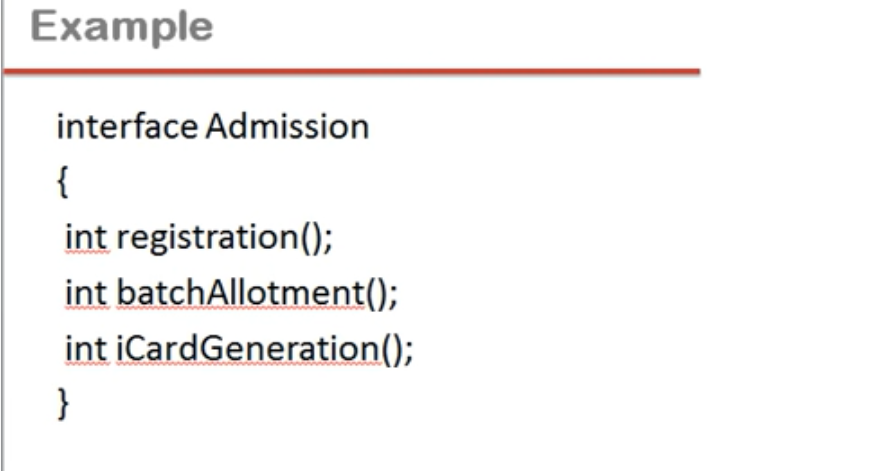 Example
interface Admission
{
int registration();
int batchAllotment();
int iCardGeneration();
}